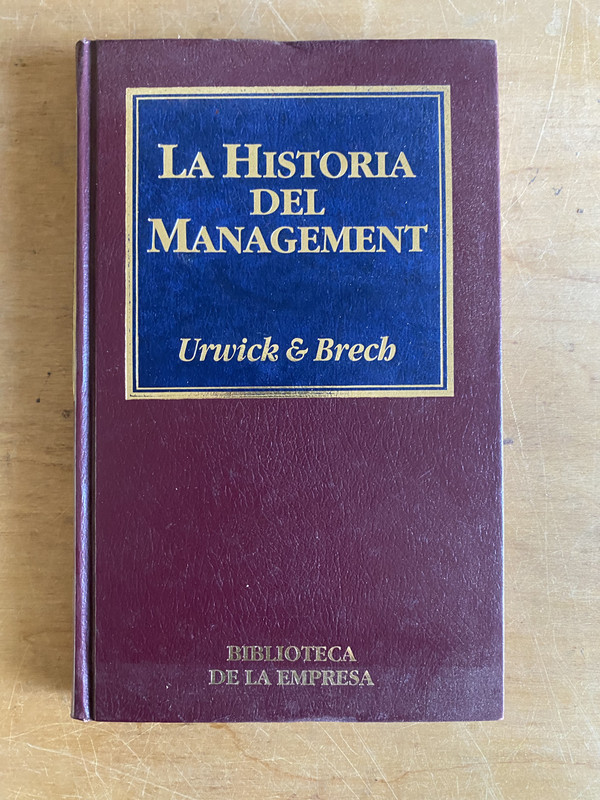 LA HISTORIA
DEL
MANAGEMENT
Urwick & Brech
BIBLIOTECA
DE LA EMPRESA